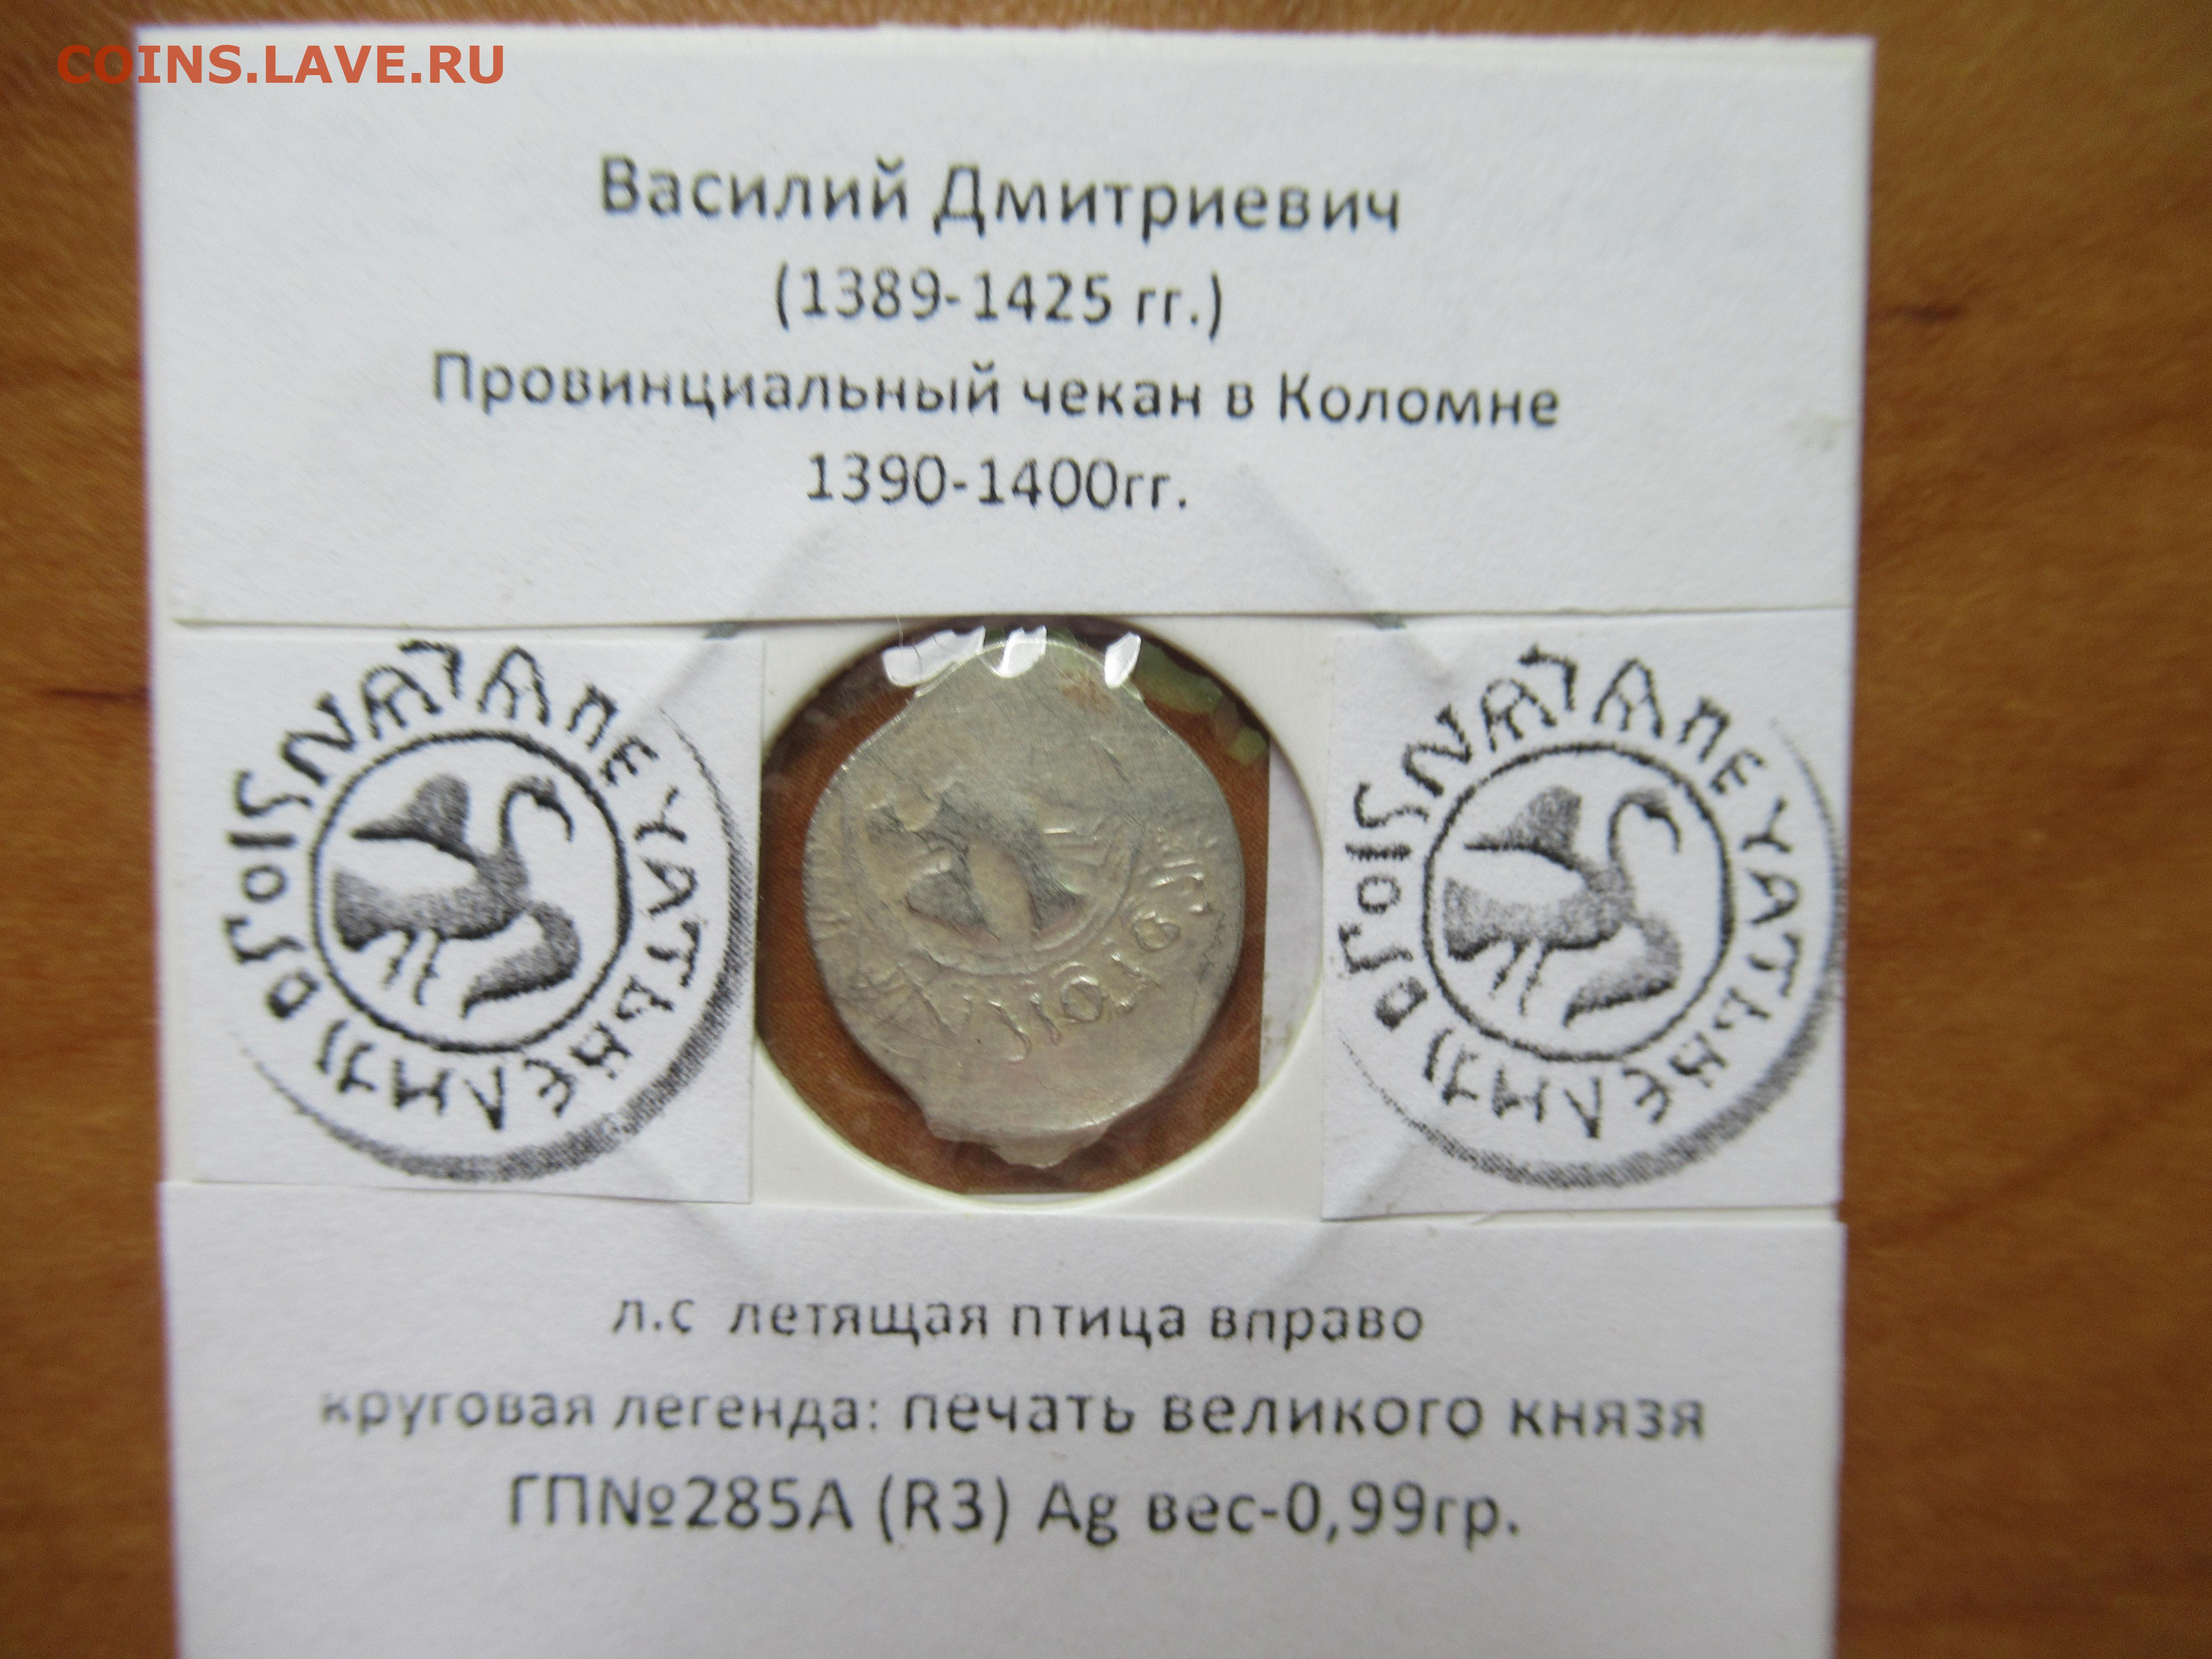 COINS.LAVE.RU
Василий Дмитриевич
(1389-1425 гг.)
Провинциальный чекан в Коломне
1390-1400гг.
л.с летящая птица вправо
круговая легенда: печать великого князя
ГП№285А (R3) Ag вес-0,99гр.